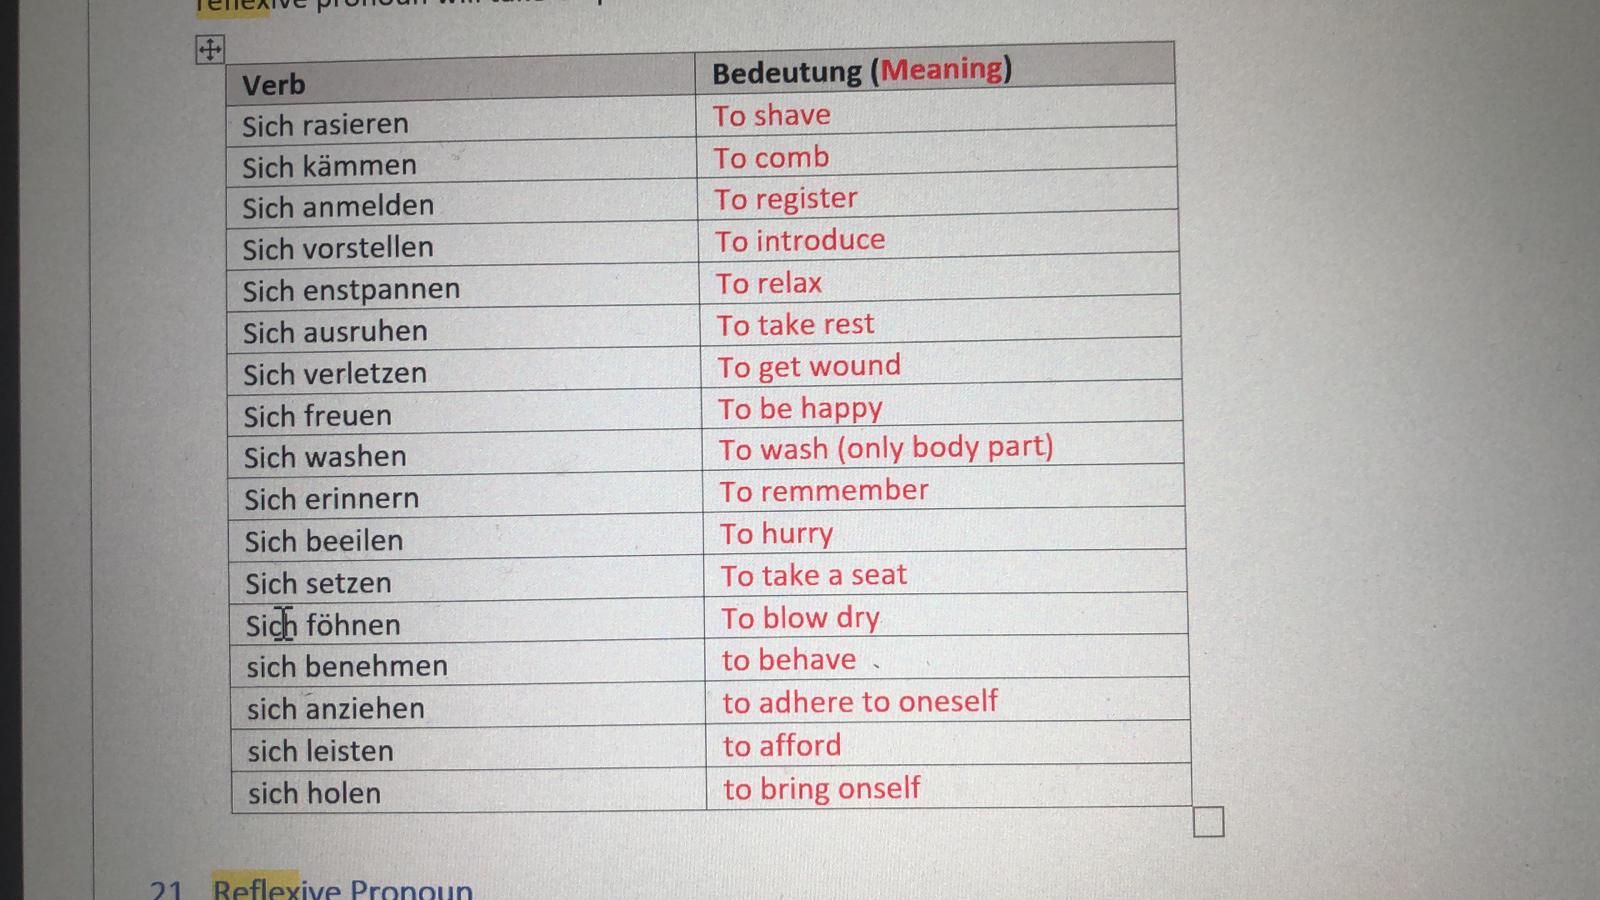 reflexive pronoun will
Verb Bedeutung (Meaning)
Sich rasieren To shave
Sich kämmen To comb
Sich anmelden To register
Sich vorstellen To introduce
Sich enstpannen To relax
Sich ausruhen To take rest
Sich verletzen To get wound
Sich freuen To be happy
Sich washen To wash (only body part)
Sich erinnern To remmember
Sich beeilen To hurry
Sich setzen To take a seat
Sich föhnen To blow dry
sich benehmen to behave
sich anziehen to adhere to oneself
sich leisten to afford
sich holen to bring onself
21 Reflexive Pronoun